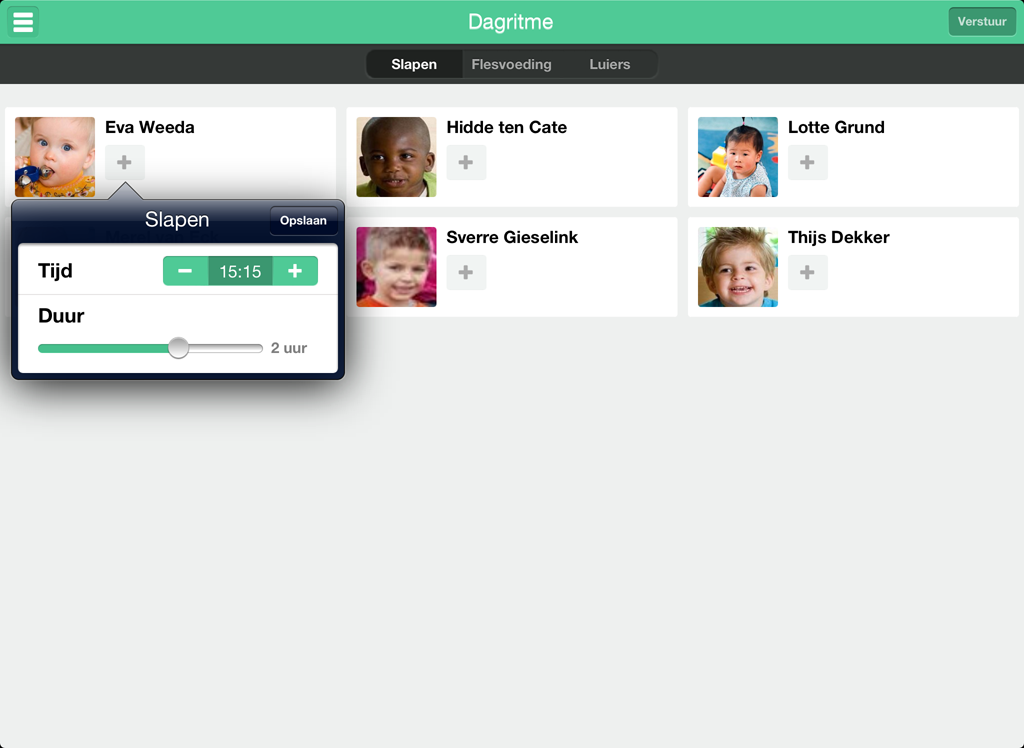 Dagritme
Verstuur
Slapen Flesvoeding Luiers
Eva Weeda
Hidde ten Cate
Lotte Grund
Slapen
Opslaan
Tijd
− 15:15 +
Duur
2 uur
Sverre Gieselink
Thijs Dekker